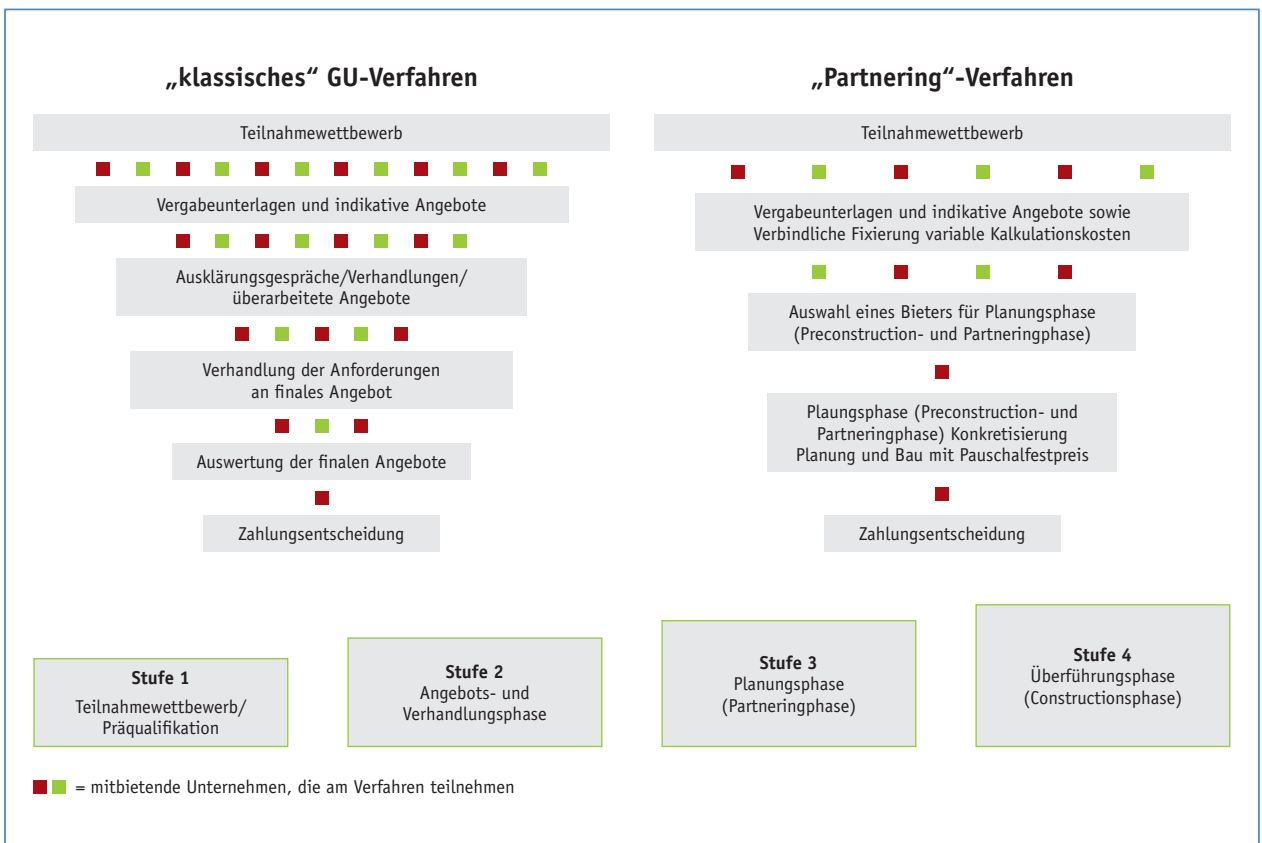 „klassisches“ GU-Verfahren
Teilnahmewettbewerb
Vergabeunterlagen und indikative Angebote
Ausklärungsgespräche/Verhandlungen/
überarbeitete Angebote
Verhandlung der Anforderungen
an finales Angebot
Auswertung der finalen Angebote
Zahlungsentscheidung
„Partnering“-Verfahren
Teilnahmewettbewerb
Vergabeunterlagen und indikative Angebote sowie
Verbindliche Fixierung variable Kalkulationskosten
Auswahl eines Bieters für Planungsphase
(Preconstruction- und Partneringphase)
Plaungsphase (Preconstruction- und
Partneringphase) Konkretisierung
Planung und Bau mit Pauschalfestpreis
Zahlungsentscheidung
Stufe 1
Teilnahmewettbewerb/
Präqualifikation
Stufe 2
Angebots- und
Verhandlungsphase
Stufe 3
Planungsphase
(Partneringphase)
Stufe 4
Überführungsphase
(Constructionsphase)
= mitbietende Unternehmen, die am Verfahren teilnehmen